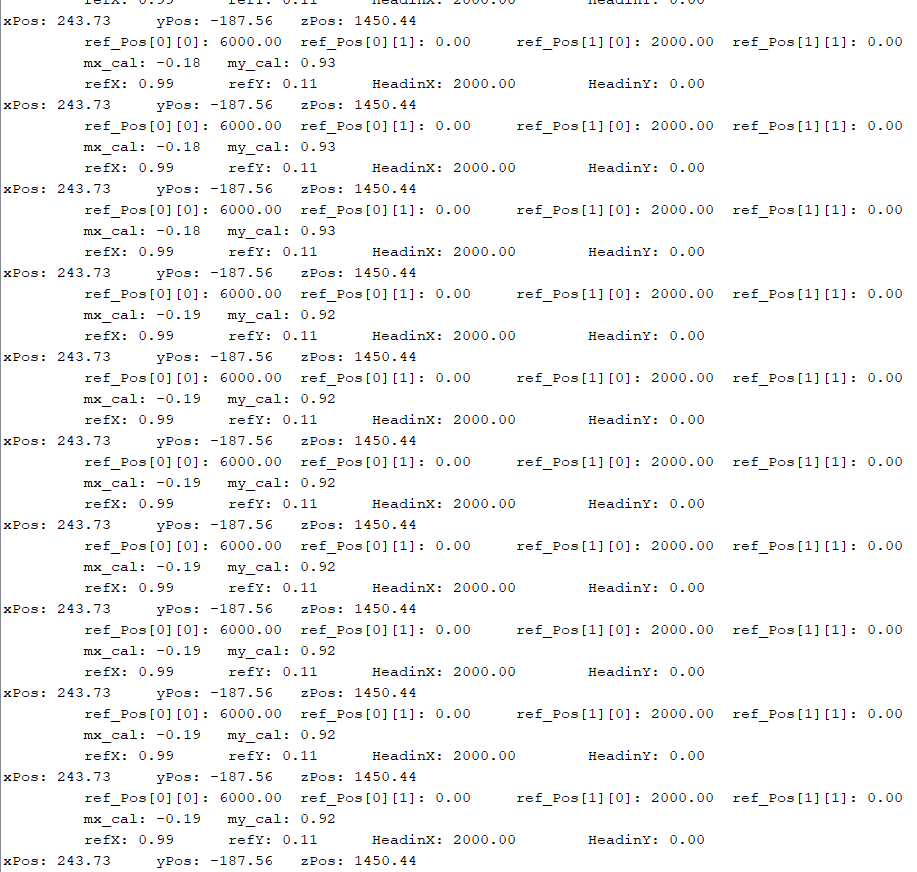 refX: 0.99 refY: 0.11 HeadinX: 2000.00 HeadinY: 0.00
xPos: 243.73 yPos: -187.56 zPos: 1450.44
ref_Pos[0][0]: 6000.00 ref_Pos[0][1]: 0.00 ref_Pos[1][0]: 2000.00 ref_Pos[1][1]: 0.00
mx_cal: -0.18 my_cal: 0.93
refX: 0.99 refY: 0.11 HeadinX: 2000.00 HeadinY: 0.00
xPos: 243.73 yPos: -187.56 zPos: 1450.44
ref_Pos[0][0]: 6000.00 ref_Pos[0][1]: 0.00 ref_Pos[1][0]: 2000.00 ref_Pos[1][1]: 0.00
mx_cal: -0.18 my_cal: 0.93
refX: 0.99 refY: 0.11 HeadinX: 2000.00 HeadinY: 0.00
xPos: 243.73 yPos: -187.56 zPos: 1450.44
ref_Pos[0][0]: 6000.00 ref_Pos[0][1]: 0.00 ref_Pos[1][0]: 2000.00 ref_Pos[1][1]: 0.00
mx_cal: -0.18 my_cal: 0.93
refX: 0.99 refY: 0.11 HeadinX: 2000.00 HeadinY: 0.00
xPos: 243.73 yPos: -187.56 zPos: 1450.44
ref_Pos[0][0]: 6000.00 ref_Pos[0][1]: 0.00 ref_Pos[1][0]: 2000.00 ref_Pos[1][1]: 0.00
mx_cal: -0.19 my_cal: 0.92
refX: 0.99 refY: 0.11 HeadinX: 2000.00 HeadinY: 0.00
xPos: 243.73 yPos: -187.56 zPos: 1450.44
ref_Pos[0][0]: 6000.00 ref_Pos[0][1]: 0.00 ref_Pos[1][0]: 2000.00 ref_Pos[1][1]: 0.00
mx_cal: -0.19 my_cal: 0.92
refX: 0.99 refY: 0.11 HeadinX: 2000.00 HeadinY: 0.00
xPos: 243.73 yPos: -187.56 zPos: 1450.44
ref_Pos[0][0]: 6000.00 ref_Pos[0][1]: 0.00 ref_Pos[1][0]: 2000.00 ref_Pos[1][1]: 0.00
mx_cal: -0.19 my_cal: 0.92
refX: 0.99 refY: 0.11 HeadinX: 2000.00 HeadinY: 0.00
xPos: 243.73 yPos: -187.56 zPos: 1450.44
ref_Pos[0][0]: 6000.00 ref_Pos[0][1]: 0.00 ref_Pos[1][0]: 2000.00 ref_Pos[1][1]: 0.00
mx_cal: -0.19 my_cal: 0.92
refX: 0.99 refY: 0.11 HeadinX: 2000.00 HeadinY: 0.00
xPos: 243.73 yPos: -187.56 zPos: 1450.44
ref_Pos[0][0]: 6000.00 ref_Pos[0][1]: 0.00 ref_Pos[1][0]: 2000.00 ref_Pos[1][1]: 0.00
mx_cal: -0.19 my_cal: 0.92
refX: 0.99 refY: 0.11 HeadinX: 2000.00 HeadinY: 0.00
xPos: 243.73 yPos: -187.56 zPos: 1450.44
ref_Pos[0][0]: 6000.00 ref_Pos[0][1]: 0.00 ref_Pos[1][0]: 2000.00 ref_Pos[1][1]: 0.00
mx_cal: -0.19 my_cal: 0.92
refX: 0.99 refY: 0.11 HeadinX: 2000.00 HeadinY: 0.00
xPos: 243.73 yPos: -187.56 zPos: 1450.44
ref_Pos[0][0]: 6000.00 ref_Pos[0][1]: 0.00 ref_Pos[1][0]: 2000.00 ref_Pos[1][1]: 0.00
mx_cal: -0.19 my_cal: 0.92
refX: 0.99 refY: 0.11 HeadinX: 2000.00 HeadinY: 0.00
xPos: 243.73 yPos: -187.56 zPos: 1450.44